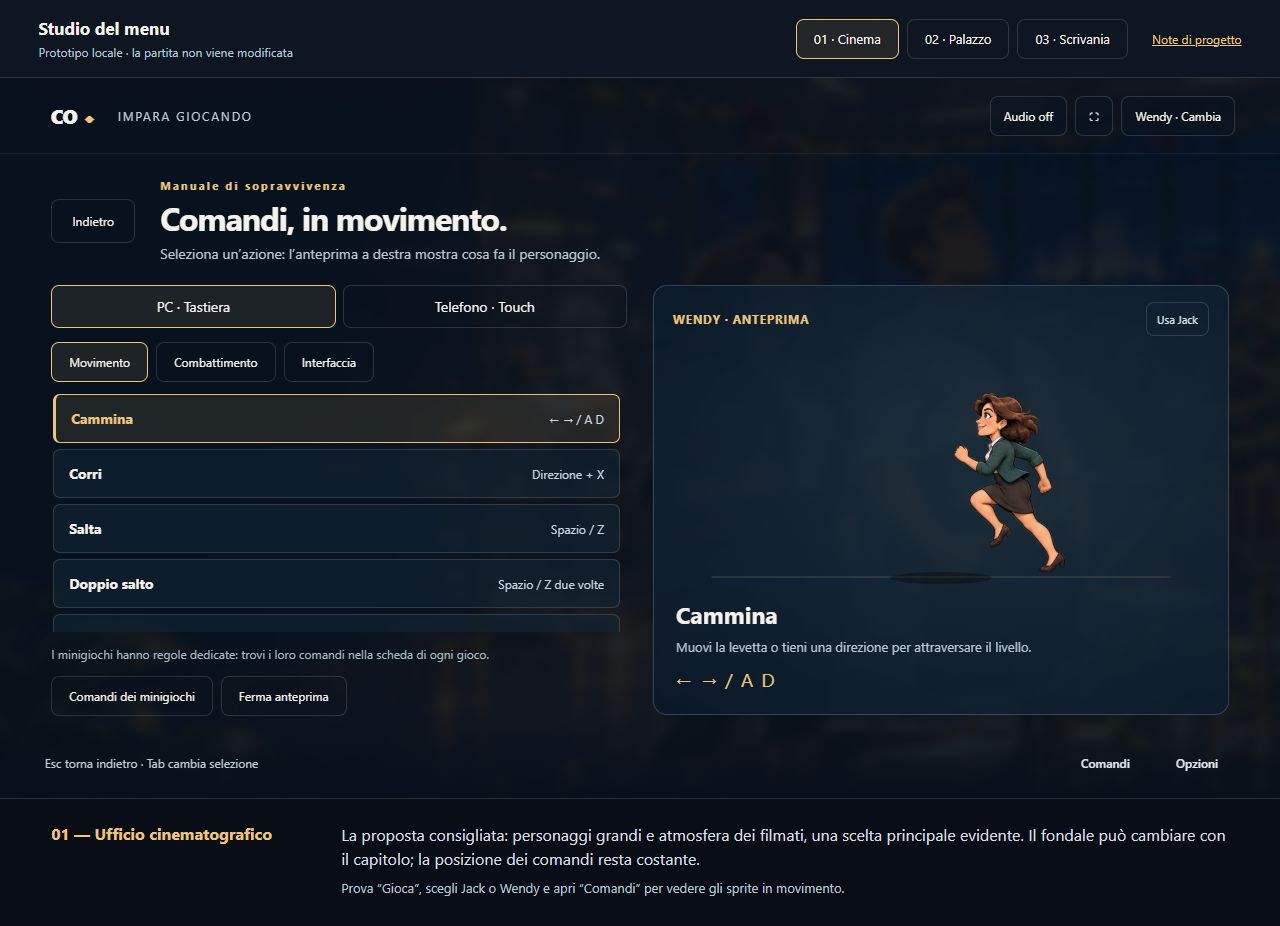 Studio del menu
Prototipo locale · la partita non viene modificata
01 · Cinema
02 · Palazzo
03 · Scrivania
Note di progetto
CO
IMPARA GIOCANDO
Audio off
Wendy · Cambia
Indietro
Manuale di sopravvivenza
Comandi, in movimento.
Seleziona un’azione: l’anteprima a destra mostra cosa fa il personaggio.
PC · Tastiera
Telefono · Touch
Movimento
Combattimento
Interfaccia
Cammina
← → / A D
Corri
Direzione + X
Salta
Spazio / Z
Doppio salto
Spazio / Z due volte
I minigiochi hanno regole dedicate: trovi i loro comandi nella scheda di ogni gioco.
Comandi dei minigiochi
Ferma anteprima
WENDY · ANTEPRIMA
Usa Jack
Cammina
Muovi la levetta o tieni una direzione per attraversare il livello.
← → / A D
Esc torna indietro · Tab cambia selezione
Comandi
Opzioni
01 — Ufficio cinematografico
La proposta consigliata: personaggi grandi e atmosfera dei filmati, una scelta principale evidente. Il fondale può cambiare con
il capitolo; la posizione dei comandi resta costante.
Prova “Gioca”, scegli Jack o Wendy e apri “Comandi” per vedere gli sprite in movimento.